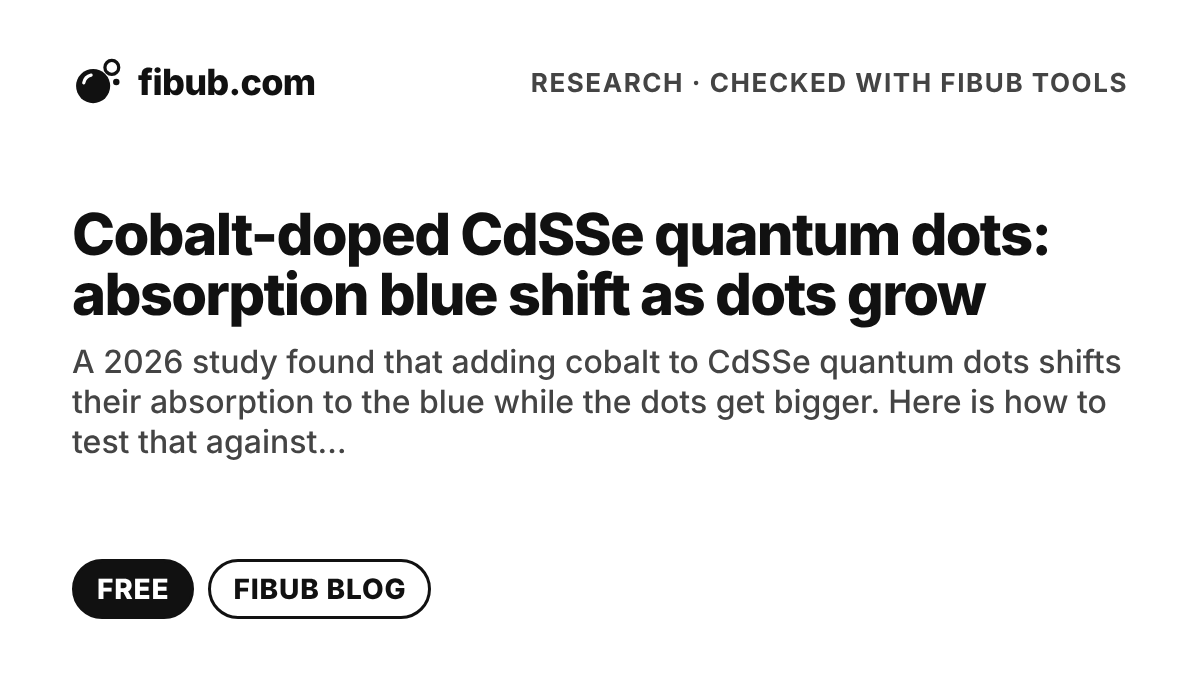 fibub.com
RESEARCH · CHECKED WITH FIBUB TOOLS
Cobalt-doped CdSSe quantum dots:
absorption blue shift as dots grow
A 2026 study found that adding cobalt to CdSSe quantum dots shifts
their absorption to the blue while the dots get bigger. Here is how to
test that against…
FREE
FIBUB BLOG